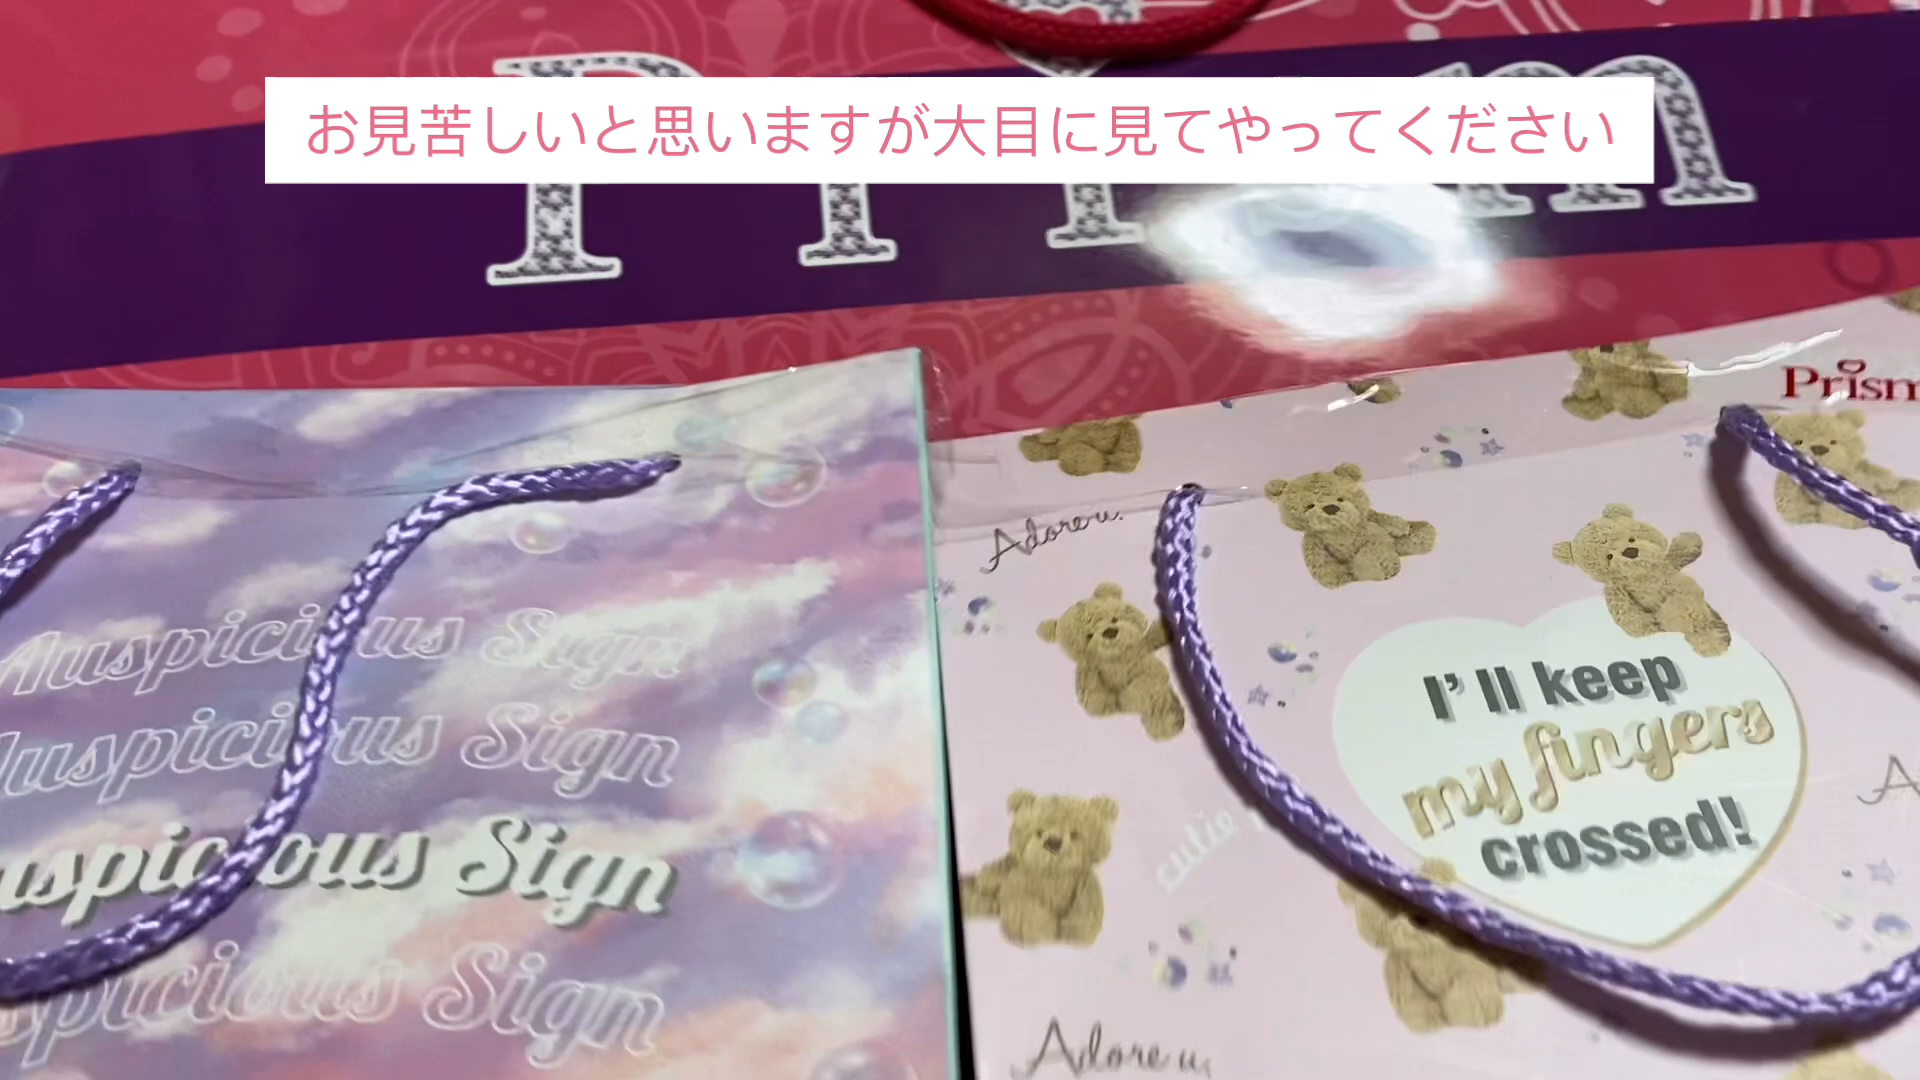 お見苦しいと思いますが大目に見てやってください
Prism
Prism
Auspicious Sign
Auspicious Sign
Auspicious Sign
Auspicious Sign
Adore u.
I'll keep
my fingers
crossed!
cutie
Adore u.